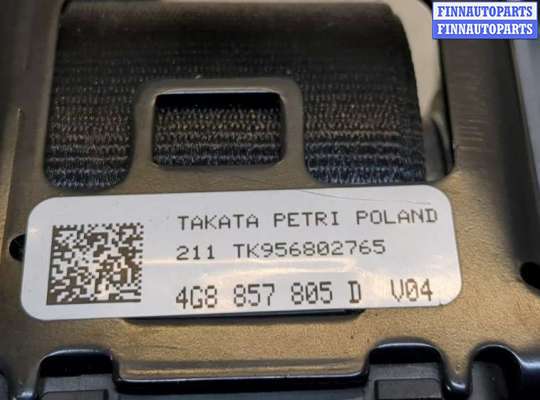 FINNAUTOPARTS
FINNAUTOPARTS
TAKATA PETRI POLAND
211 TK956802765
4G8 857 805 D V04